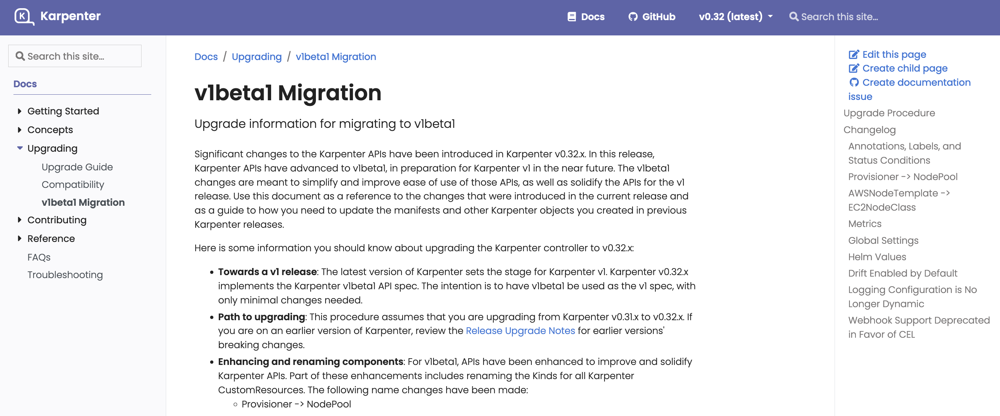 Karpenter
Docs
GitHub
v0.32 (latest)
Search this site…
Search this site…
Docs
Getting Started
Concepts
Upgrading
Upgrade Guide
Compatibility
v1beta1 Migration
Contributing
Reference
FAQs
Troubleshooting
Docs / Upgrading / v1beta1 Migration
v1beta1 Migration
Upgrade information for migrating to v1beta1
Significant changes to the Karpenter APIs have been introduced in Karpenter v0.32.x. In this release,
Karpenter APIs have advanced to v1beta1, in preparation for Karpenter v1 in the near future. The v1beta1
changes are meant to simplify and improve ease of use of those APIs, as well as solidify the APIs for the v1
release. Use this document as a reference to the changes that were introduced in the current release and
as a guide to how you need to update the manifests and other Karpenter objects you created in previous
Karpenter releases.
Here is some information you should know about upgrading the Karpenter controller to v0.32.x:
• Towards a v1 release: The latest version of Karpenter sets the stage for Karpenter v1. Karpenter v0.32.x
implements the Karpenter v1beta1 API spec. The intention is to have v1beta1 be used as the v1 spec, with
only minimal changes needed.
• Path to upgrading: This procedure assumes that you are upgrading from Karpenter v0.31.x to v0.32.x. If
you are on an earlier version of Karpenter, review the Release Upgrade Notes for earlier versions'
breaking changes.
• Enhancing and renaming components: For v1beta1, APIs have been enhanced to improve and solidify
Karpenter APIs. Part of these enhancements includes renaming the Kinds for all Karpenter
CustomResources. The following name changes have been made:
◦ Provisioner -> NodePool
Edit this page
Create child page
Create documentation
issue
Upgrade Procedure
Changelog
Annotations, Labels, and
Status Conditions
Provisioner -> NodePool
AWSNodeTemplate ->
EC2NodeClass
Metrics
Global Settings
Helm Values
Drift Enabled by Default
Logging Configuration is No
Longer Dynamic
Webhook Support Deprecated
in Favor of CEL